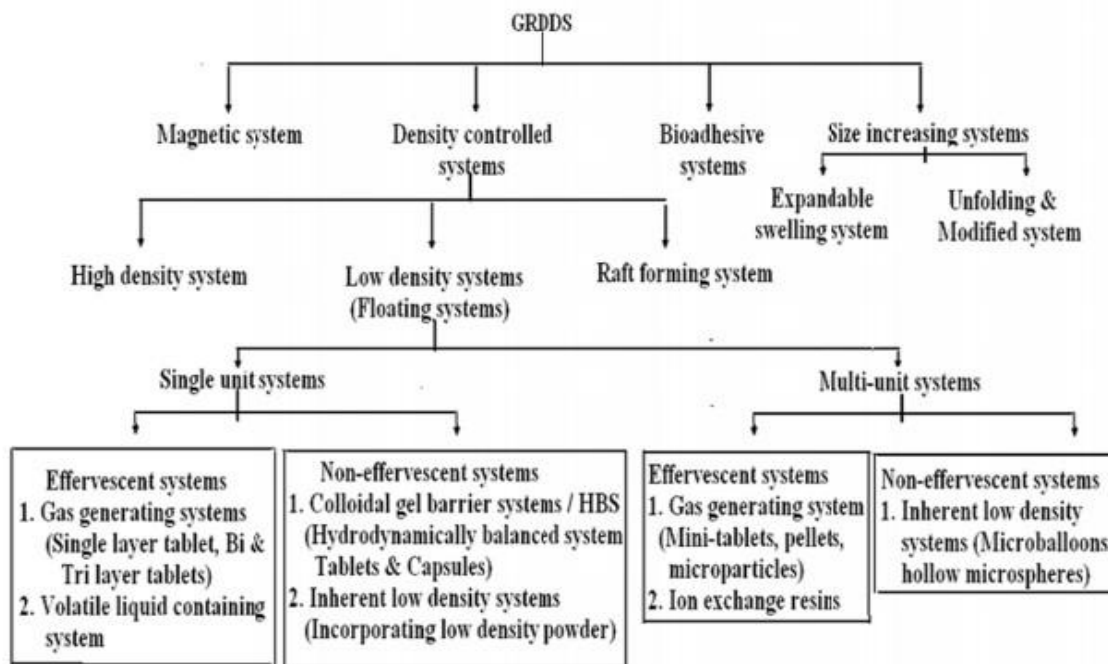 GRDDS
Magnetic system
Density controlled
systems
Bioadhesive
systems
Size increasing systems
Expandable
swelling system
Unfolding &
Modified system
High density system
Low density systems
(Floating systems)
Raft forming system
Single unit systems
Multi-unit systems
Effervescent systems
1. Gas generating systems
(Single layer tablet, Bi &
Tri layer tablets)
2. Volatile liquid containing
system
Non-effervescent systems
1. Colloidal gel barrier systems / HBS
(Hydrodynamically balanced system
Tablets & Capsules)
2. Inherent low density systems
(Incorporating low density powder)
Effervescent systems
1. Gas generating system
(Mini-tablets, pellets,
microparticles)
2. Ion exchange resins
Non-effervescent systems
1. Inherent low density
systems (Microballoons
hollow microspheres)